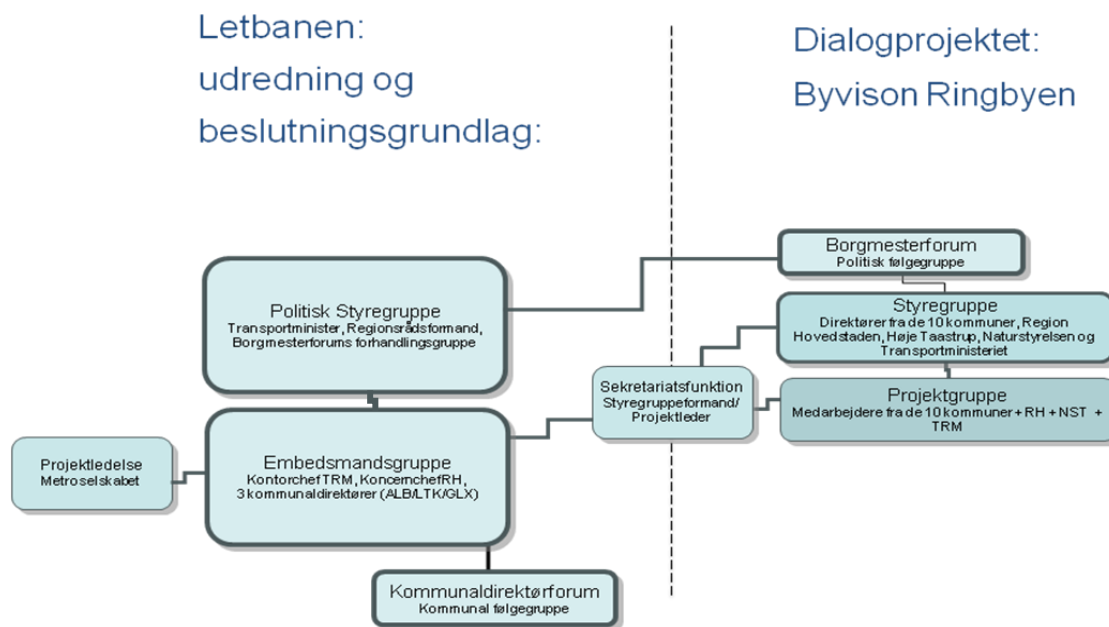 Letbanen:
udredning og
beslutningsgrundlag:
Dialogprojektet:
Byvison Ringbyen
Borgmesterforum
Politisk følgegruppe
Politisk Styregruppe
Transportminister, Regionsrådsformand,
Borgmesterforums forhandlingsgruppe
Styregruppe
Direktører fra de 10 kommuner, Region
Hovedstaden, Høje Taastrup, Naturstyrelsen og
Transportministeriet
Sekretariatsfunktion
Styregruppeformand/
Projektleder
Projektgruppe
Medarbejdere fra de 10 kommuner + RH + NST +
TRM
Projektledelse
Metroselskabet
Embedsmandsgruppe
Kontorchef TRM, Koncernchef RH,
3 kommunaldirektører (ALB/LTK/GLX)
Kommunaldirektørforum
Kommunal følgegruppe